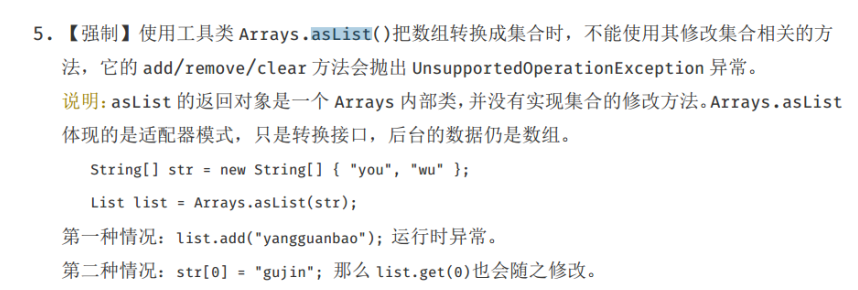 5.【强制】使用工具类 Arrays.asList()把数组转换成集合时，不能使用其修改集合相关的方
法，它的 add/remove/clear 方法会抛出 UnsupportedOperationException 异常。
说明:asList 的返回对象是一个 Arrays 内部类,并没有实现集合的修改方法。Arrays.asList
体现的是适配器模式，只是转换接口，后台的数据仍是数组。
String[] str = new String[] { "you", "wu" };
List list = Arrays.asList(str);
第一种情况：list.add("yangguanbao"); 运行时异常。
第二种情况：str[0] = "gujin"; 那么 list.get(0)也会随之修改。